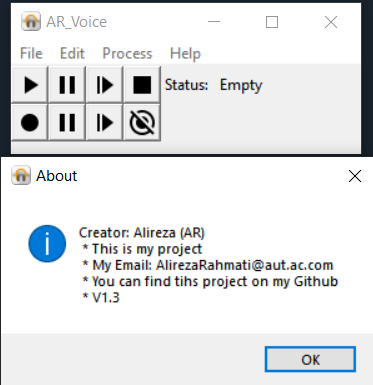 AR_Voice
File Edit Process Help
Status: Empty
About
Creator: Alireza (AR)
* This is my project
* My Email: AlirezaRahmati@aut.ac.com
* You can find tihs project on my Github
* V1.3
OK